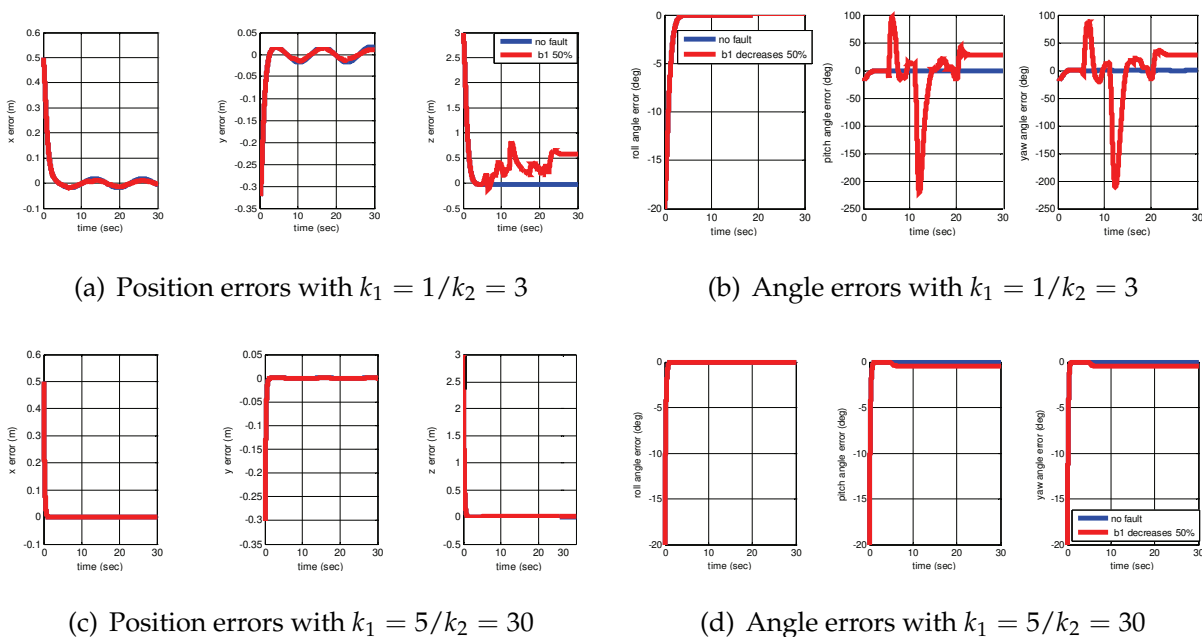 0.6
0.5
0.4
0.3
0.2
0.1
0
-0.1
0 10 20 30
x error (m)
time (sec)
0.05
0
-0.05
-0.1
-0.15
-0.2
-0.25
-0.3
-0.35
0 10 20 30
y error (m)
time (sec)
3
2.5
2
1.5
1
0.5
0
-0.5
0 10 20 30
z error (m)
time (sec)
no fault
b1 50%
0
-5
-10
-15
-20
0 10 20 30
roll angle error (deg)
time (sec)
no fault
b1 decreases 50%
100
50
0
-50
-100
-150
-200
-250
0 10 20 30
pitch angle error (deg)
time (sec)
100
50
0
-50
-100
-150
-200
-250
0 10 20 30
yaw angle error (deg)
time (sec)
(a) Position errors with k₁ = 1/k₂ = 3
(b) Angle errors with k₁ = 1/k₂ = 3
0.6
0.5
0.4
0.3
0.2
0.1
0
-0.1
0 10 20 30
x error (m)
time (sec)
0.05
0
-0.05
-0.1
-0.15
-0.2
-0.25
-0.3
-0.35
0 10 20 30
y error (m)
time (sec)
3
2.5
2
1.5
1
0.5
0
-0.5
0 10 20
z error (m)
time (sec)
0
-5
-10
-15
-20
0 10 20 30
roll angle error (deg)
time (sec)
0
-5
-10
-15
-20
0 10 20 30
pitch angle error (deg)
time (sec)
0
-5
-10
-15
-20
0 10 20 30
yaw angle error (deg)
time (sec)
no fault
b1 decreases 50%
(c) Position errors with k₁ = 5/k₂ = 30
(d) Angle errors with k₁ = 5/k₂ = 30